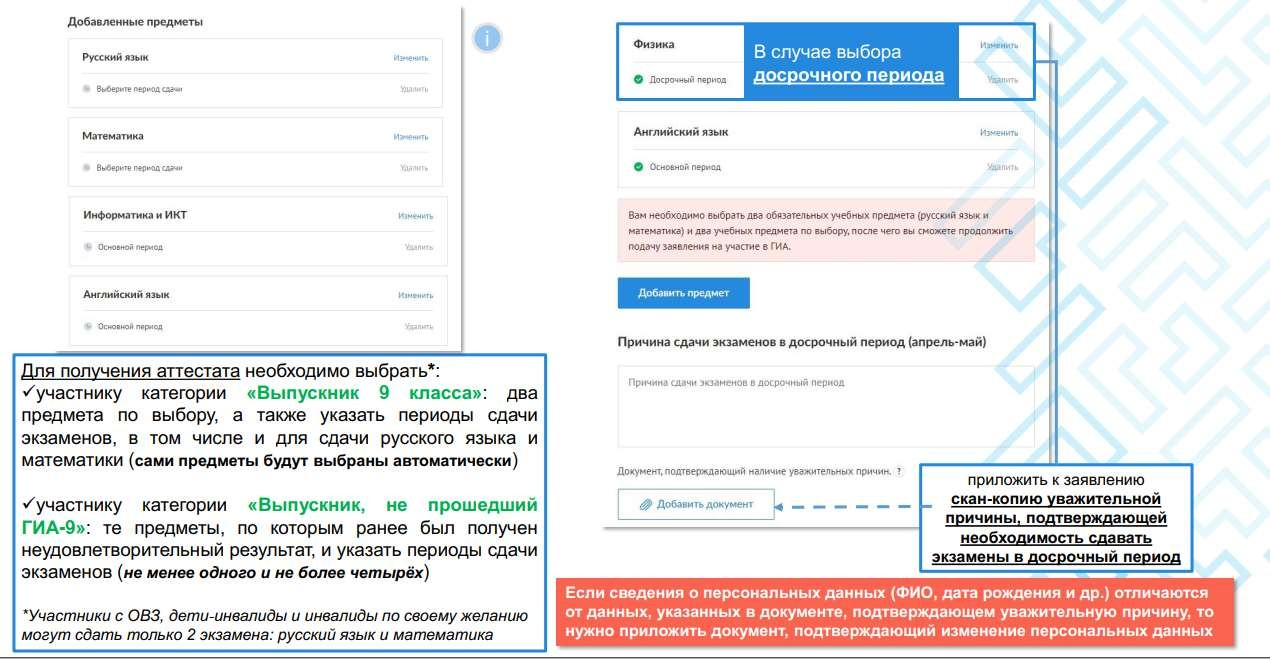 Добавленные предметы
i
Русский язык
Изменить
Выберите период сдачи
Удалить
Математика
Изменить
Выберите период сдачи
Удалить
Информатика и ИКТ
Изменить
Основной период
Удалить
Английский язык
Изменить
Основной период
Удалить
Для получения аттестата необходимо выбрать*:
✓участнику категории «Выпускник 9 класса»: два
предмета по выбору, а также указать периоды сдачи
экзаменов, в том числе и для сдачи русского языка и
математики (сами предметы будут выбраны автоматически)
✓участнику категории «Выпускник, не прошедший
ГИА-9»: те предметы, по которым ранее был получен
неудовлетворительный результат, и указать периоды сдачи
экзаменов (не менее одного и не более четырёх)
*Участники с ОВЗ, дети-инвалиды и инвалиды по своему желанию
могут сдать только 2 экзамена: русский язык и математика
Физика
Изменить
Досрочный период
Удалить
В случае выбора
досрочного периода
Английский язык
Изменить
Основной период
Удалить
Вам необходимо выбрать два обязательных учебных предмета (русский язык и
математика) и два учебных предмета по выбору, после чего вы сможете продолжить
подачу заявления на участие в ГИА.
Добавить предмет
Причина сдачи экзаменов в досрочный период (апрель-май)
Причина сдачи экзаменов в досрочный период
Документ, подтверждающий наличие уважительных причин. ?
Добавить документ
приложить к заявлению
скан-копию уважительной
причины, подтверждающей
необходимость сдавать
экзамены в досрочный период
Если сведения о персональных данных (ФИО, дата рождения и др.) отличаются
от данных, указанных в документе, подтверждающем уважительную причину, то
нужно приложить документ, подтверждающий изменение персональных данных